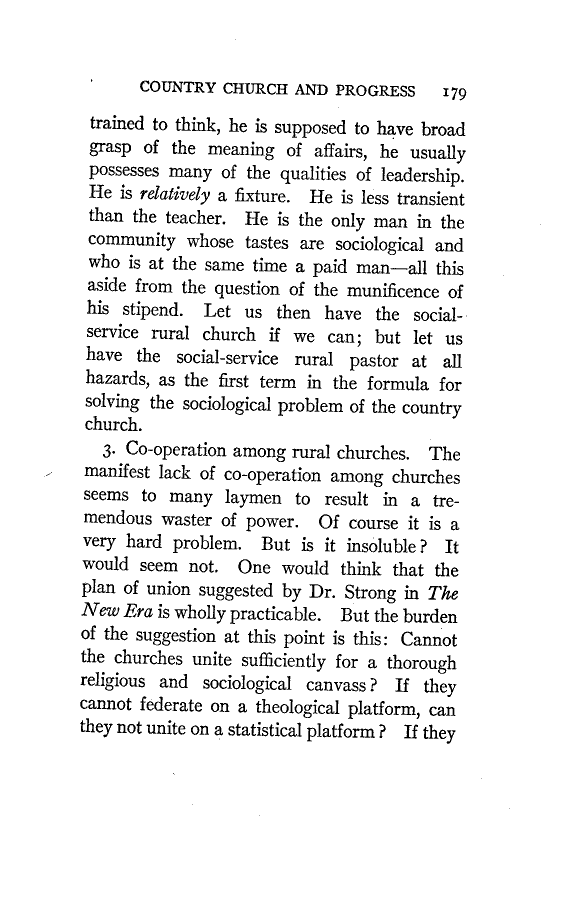 COUNTRY CHURCH AND PROGRESS 179
trained to think, he is supposed to have broad
grasp of the meaning of affairs, he usually
possesses many of the qualities of leadership.
He is relatively a fixture. He is less transient
than the teacher. He is the only man in the
community whose tastes are sociological and
who is at the same time a paid man—all this
aside from the question of the munificence of
his stipend. Let us then have the social-
service rural church if we can; but let us
have the social-service rural pastor at all
hazards, as the first term in the formula for
solving the sociological problem of the country
church.
3. Co-operation among rural churches. The
manifest lack of co-operation among churches
seems to many laymen to result in a tre-
mendous waster of power. Of course it is a
very hard problem. But is it insoluble? It
would seem not. One would think that the
plan of union suggested by Dr. Strong in The
New Era is wholly practicable. But the burden
of the suggestion at this point is this: Cannot
the churches unite sufficiently for a thorough
religious and sociological canvass? If they
cannot federate on a theological platform, can
they not unite on a statistical platform? If they